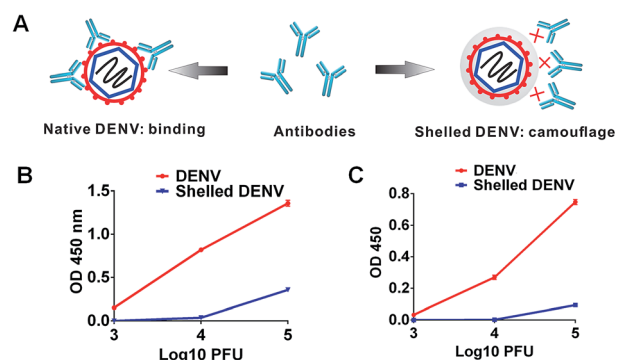 A
Native DENV: binding
Antibodies
Shelled DENV: camouflage
B
DENV
Shelled DENV
OD 450 nm
1.5
1.0
0.5
0.0
3
4
5
Log10 PFU
C
DENV
Shelled DENV
OD 450
0.8
0.6
0.4
0.2
0.0
3
4
5
Log10 PFU